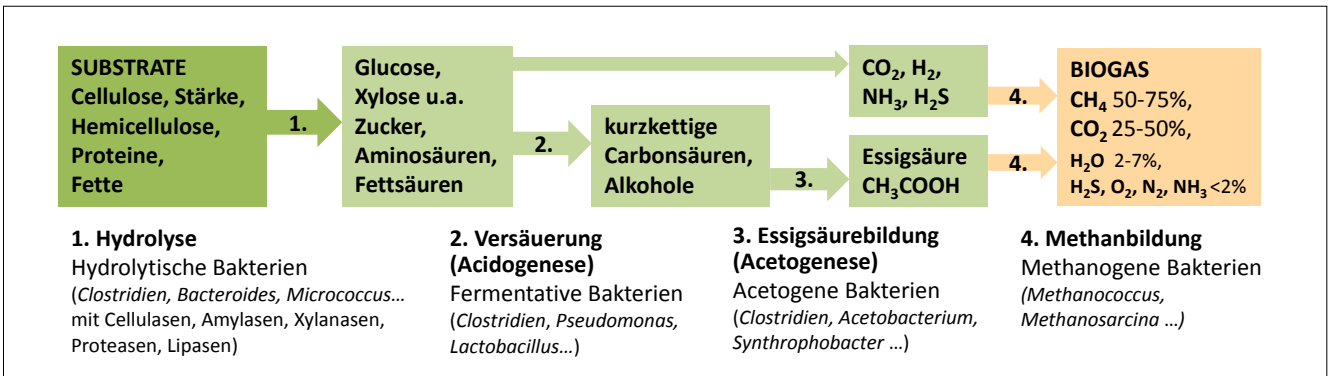 SUBSTRATE
Cellulose, Stärke,
Hemicellulose,
Proteine,
Fette
1.
Glucose,
Xylose u.a.
Zucker,
Aminosäuren,
Fettsäuren
2.
kurzkettige
Carbonsäuren,
Alkohole
3.
CO₂, H₂,
NH₃, H₂S
Essigsäure
CH₃COOH
4.
4.
BIOGAS
CH₄ 50-75%,
CO₂ 25-50%,
H₂O 2-7%,
H₂S, O₂, N₂, NH₃ <2%
1. Hydrolyse
Hydrolytische Bakterien
(Clostridien, Bacteroides, Micrococcus…
mit Cellulasen, Amylasen, Xylanasen,
Proteasen, Lipasen)
2. Versäuerung
(Acidogenese)
Fermentative Bakterien
(Clostridien, Pseudomonas,
Lactobacillus…)
3. Essigsäurebildung
(Acetogenese)
Acetogene Bakterien
(Clostridien, Acetobacterium,
Synthrophobacter …)
4. Methanbildung
Methanogene Bakterien
(Methanococcus,
Methanosarcina …)